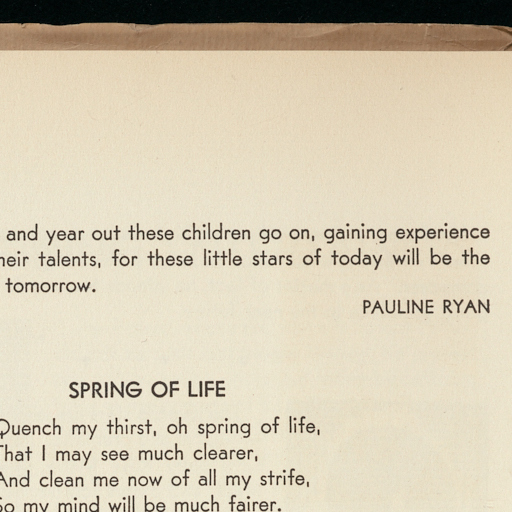 and year out these children go on, gaining experience
heir talents, for these little stars of today will be the
tomorrow.
PAULINE RYAN
SPRING OF LIFE
Quench my thirst, oh spring of life,
That I may see much clearer,
And clean me now of all my strife,
So my mind will be much fairer.